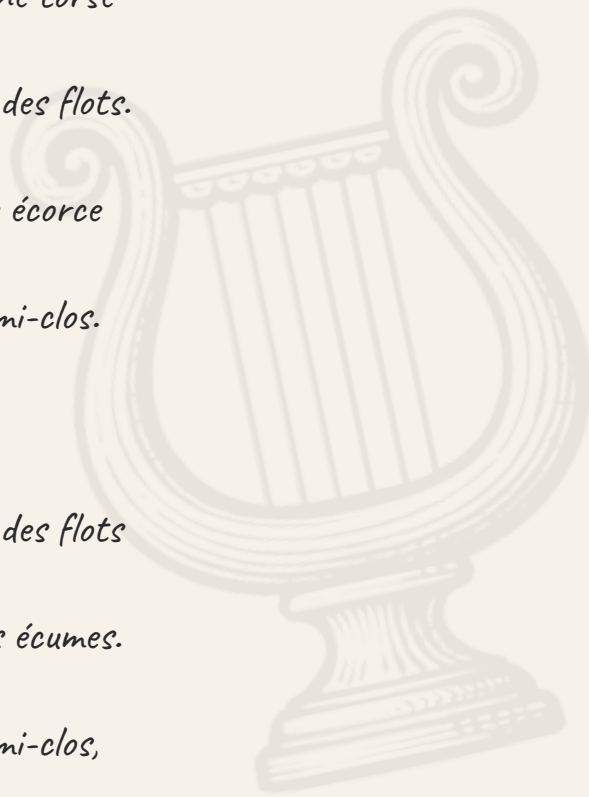 des flots.
écorce
mi-clos.
des flots
écumes.
mi-clos,